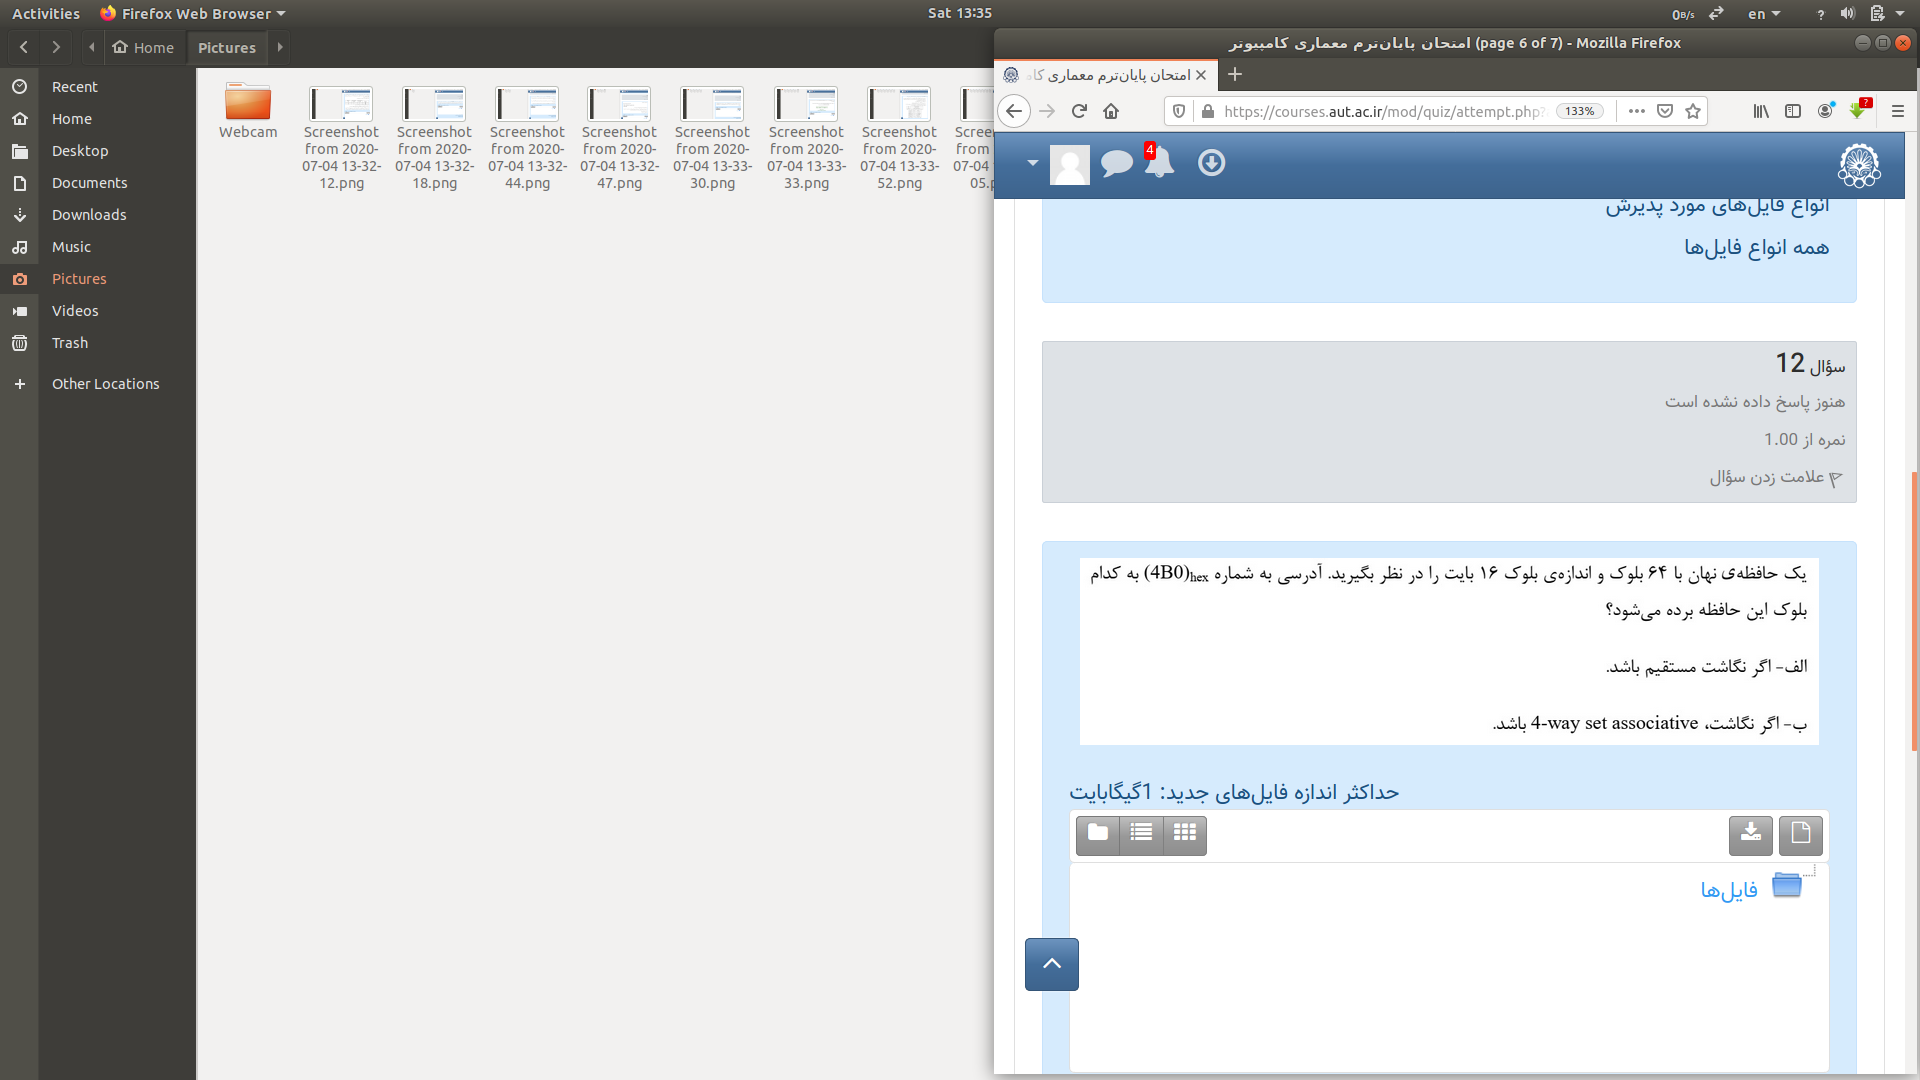 Activities
Firefox Web Browser
Sat 13:35
0B/s
en
Home
Pictures
Recent
Home
Desktop
Documents
Downloads
Music
Pictures
Videos
Trash
Other Locations
Webcam
Screenshot from 2020-07-04 13-32-12.png
Screenshot from 2020-07-04 13-32-18.png
Screenshot from 2020-07-04 13-32-44.png
Screenshot from 2020-07-04 13-32-47.png
Screenshot from 2020-07-04 13-33-30.png
Screenshot from 2020-07-04 13-33-33.png
Screenshot from 2020-07-04 13-33-52.png
امتحان پایان‌ترم معماری کامپیوتر (page 6 of 7) - Mozilla Firefox
امتحان پایان‌ترم معماری کام
https://courses.aut.ac.ir/mod/quiz/attempt.php?
133%
4
انواع فایل‌های مورد پذیرش
همه انواع فایل‌ها
سؤال 12
هنوز پاسخ داده نشده است
نمره از 1.00
علامت زدن سؤال
یک حافظه‌ی نهان با ۶۴ بلوک و اندازه‌ی بلوک ۱۶ بایت را در نظر بگیرید. آدرسی به شماره (4B0)hex به کدام
بلوک این حافظه برده می‌شود؟
الف- اگر نگاشت مستقیم باشد.
ب- اگر نگاشت، 4-way set associative باشد.
حداکثر اندازه فایل‌های جدید: 1گیگابایت
فایل‌ها